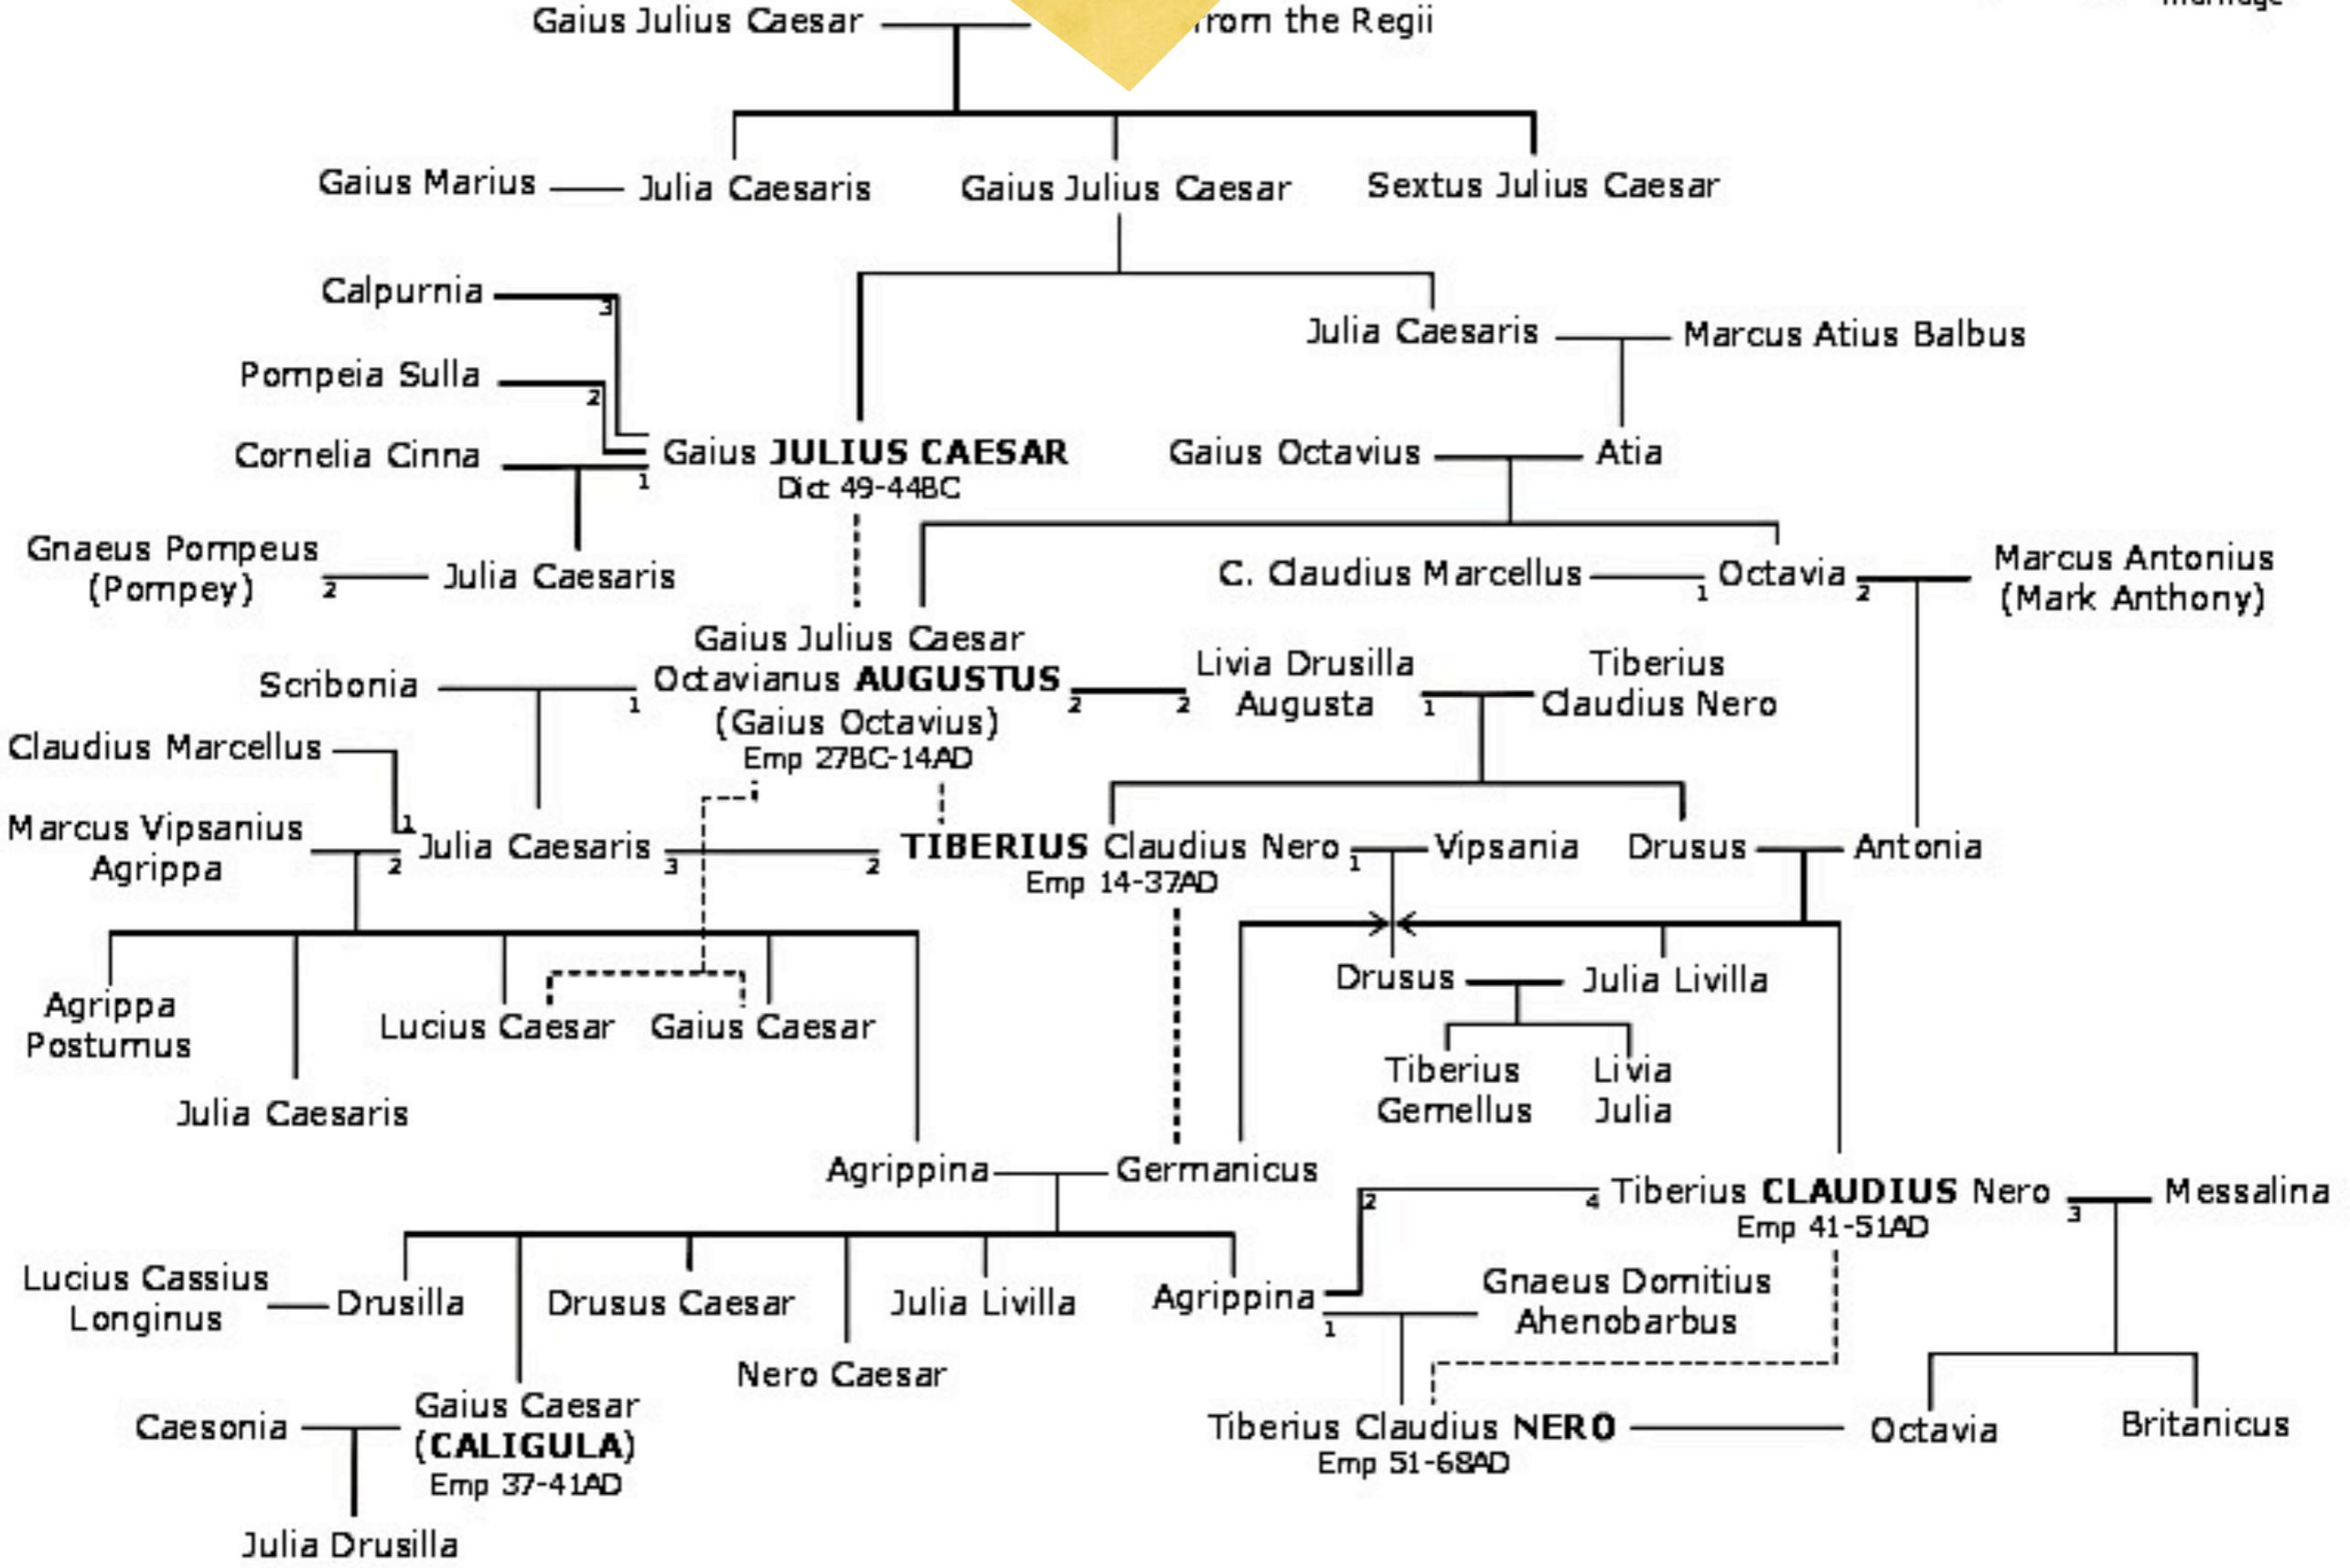 Gaius Julius Caesar
from the Regii
Gaius Marius
Julia Caesaris
Gaius Julius Caesar
Sextus Julius Caesar
Calpurnia
3
Julia Caesaris
Marcus Atius Balbus
Pompeia Sulla
2
Cornelia Cinna
1
Gaius JULIUS CAESAR
Dict 49-44BC
Gaius Octavius
Atia
Gnaeus Pompeus
(Pompey)
2
Julia Caesaris
C. Claudius Marcellus
1
Octavia
2
Marcus Antonius
(Mark Anthony)
Scribonia
1
Gaius Julius Caesar
Octavianus AUGUSTUS
(Gaius Octavius)
Emp 27BC-14AD
2
2
Livia Drusilla
Augusta
1
Tiberius
Claudius Nero
Claudius Marcellus
1
Marcus Vipsanius
Agrippa
2
Julia Caesaris
3
2
TIBERIUS Claudius Nero
Emp 14-37AD
1
Vipsania
Drusus
Antonia
Agrippa
Postumus
Julia Caesaris
Lucius Caesar
Gaius Caesar
Drusus
Julia Livilla
Tiberius
Gemellus
Livia
Julia
Agrippina
Germanicus
2
4
Tiberius CLAUDIUS Nero
Emp 41-51AD
3
Messalina
Lucius Cassius
Longinus
Drusilla
Drusus Caesar
Julia Livilla
Agrippina
1
Gnaeus Domitius
Ahenobarbus
Nero Caesar
Caesonia
Gaius Caesar
(CALIGULA)
Emp 37-41AD
Tiberius Claudius NERO
Emp 51-68AD
Octavia
Britanicus
Julia Drusilla